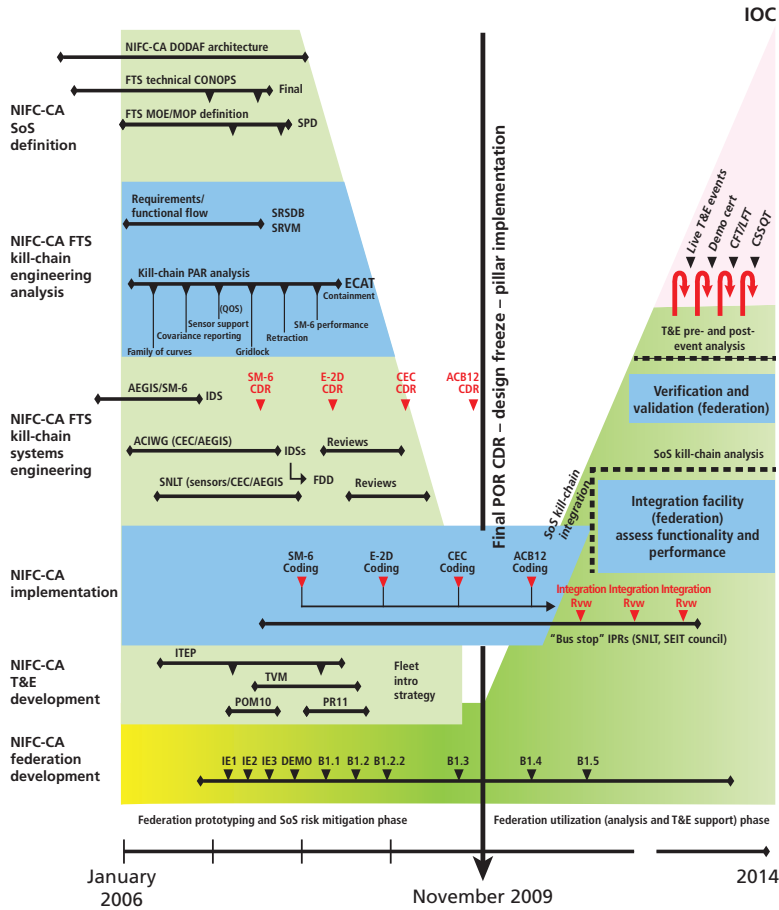 IOC
NIFC-CA DODAF architecture
FTS technical CONOPS
Final
FTS MOE/MOP definition
SPD
NIFC-CA
SoS
definition
Requirements/
functional flow
SRSDB
SRVM
Kill-chain PAR analysis
ECAT
Containment
(QOS)
Sensor support
SM-6 performance
Covariance reporting
Retraction
Family of curves
Gridlock
NIFC-CA FTS
kill-chain
engineering
analysis
AEGIS/SM-6
IDS
SM-6
CDR
E-2D
CDR
CEC
CDR
ACB12
CDR
ACIWG (CEC/AEGIS)
IDSs
Reviews
FDD
SNLT (sensors/CEC/AEGIS
Reviews
NIFC-CA FTS
kill-chain
systems
engineering
Final POR CDR – design freeze – pillar implementation
Live T&E events
Demo cert
CFT/LFT
CSSQT
T&E pre- and post-
event analysis
Verification and
validation (federation)
SoS kill-chain analysis
SoS kill-chain
integration
Integration facility
(federation)
assess functionality and
performance
NIFC-CA
implementation
SM-6
Coding
E-2D
Coding
CEC
Coding
ACB12
Coding
Integration
Rvw
Integration
Rvw
Integration
Rvw
"Bus stop" IPRs (SNLT, SEIT council)
NIFC-CA
T&E
development
ITEP
TVM
POM10
PR11
Fleet
intro
strategy
NIFC-CA
federation
development
IE1
IE2
IE3
DEMO
B1.1
B1.2
B1.2.2
B1.3
B1.4
B1.5
Federation prototyping and SoS risk mitigation phase
Federation utilization (analysis and T&E support) phase
January
2006
November 2009
2014